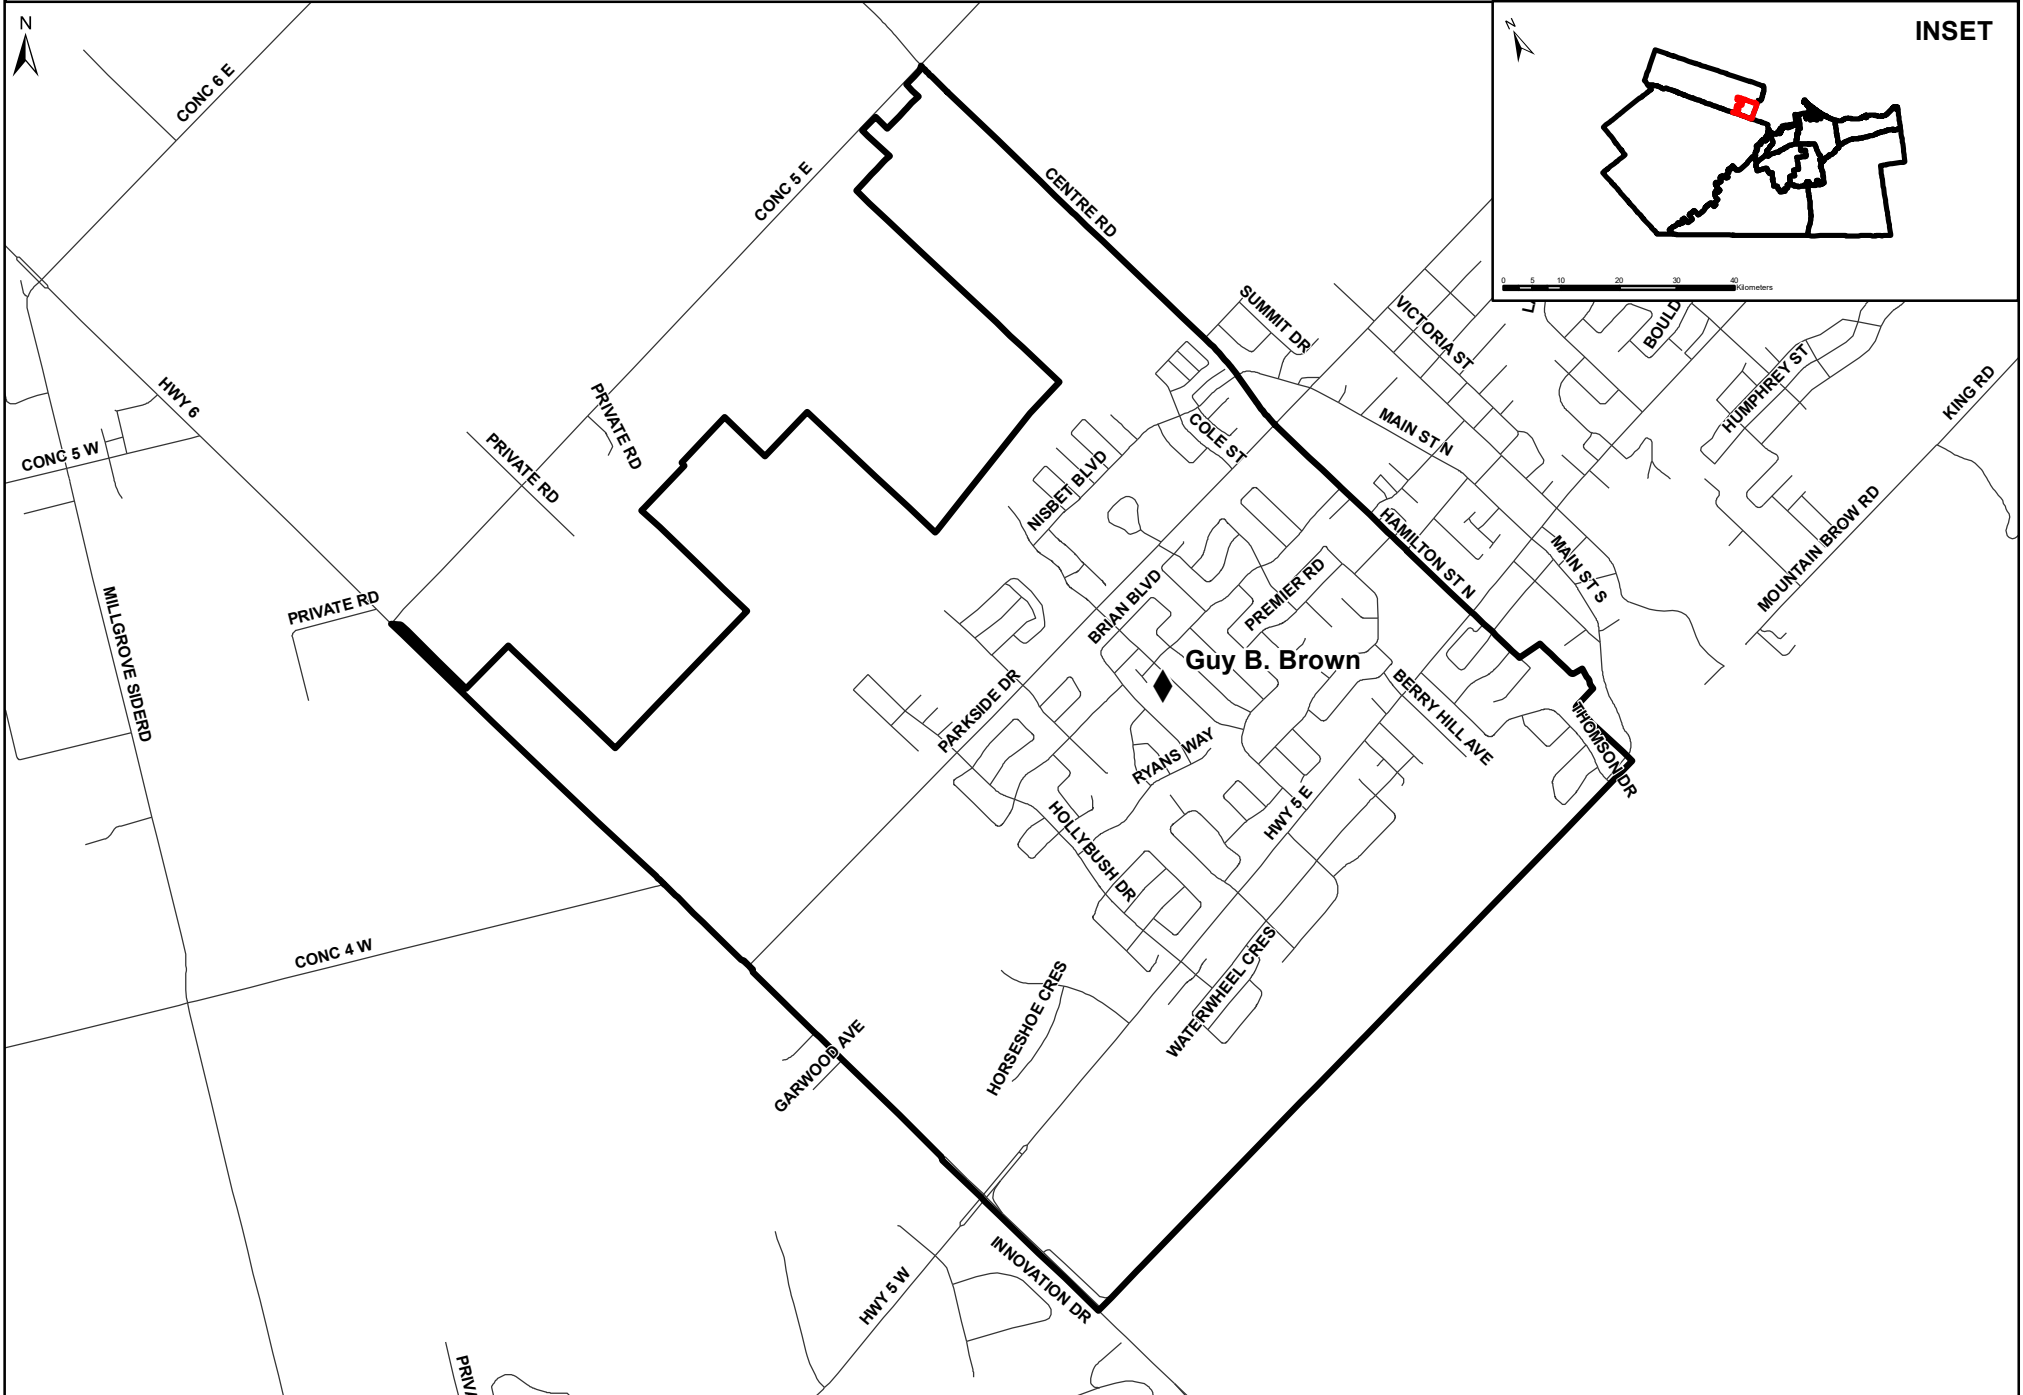 N
CONC 6 E
CONC 5 E
CENTRE RD
N
INSET
0 5 10 20 30 40
Kilometers
SUMMIT DR
VICTORIA ST
BOULD
HUMPHREY ST
KING RD
HWY 6
PRIVATE RD
PRIVATE RD
CONC 5 W
COLE ST
MAIN ST N
NISBET BLVD
HAMILTON ST N
MAIN ST S
MOUNTAIN BROW RD
MILLGROVE SIDERD
PRIVATE RD
BRIAN BLVD
PREMIER RD
Guy B. Brown
PARKSIDE DR
BERRY HILL AVE
THOMSON DR
RYANS WAY
HOLLYBUSH DR
HWY 5 E
CONC 4 W
WATERWHEEL CRES
HORSESHOE CRES
GARWOOD AVE
HWY 5 W
INNOVATION DR
PRIVA